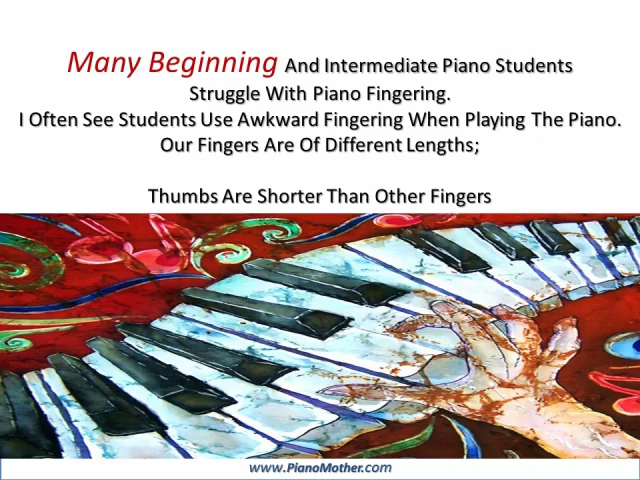 Many Beginning And Intermediate Piano Students
Struggle With Piano Fingering.
I Often See Students Use Awkward Fingering When Playing The Piano.
Our Fingers Are Of Different Lengths;
Thumbs Are Shorter Than Other Fingers
www.PianoMother.com